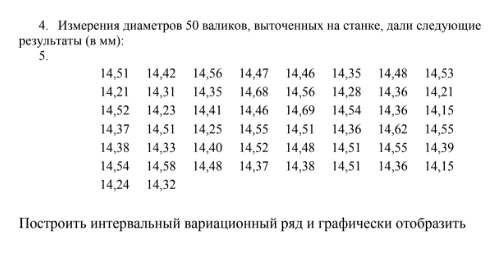 4. Измерения диаметров 50 валиков, выточенных на станке, дали следующие
результаты (в мм):
5.
14,51 14,42 14,56 14,47 14,46 14,35 14,48 14,53
14,21 14,31 14,35 14,68 14,56 14,28 14,36 14,21
14,52 14,23 14,41 14,46 14,69 14,54 14,36 14,15
14,37 14,51 14,25 14,55 14,51 14,36 14,62 14,55
14,38 14,33 14,40 14,52 14,48 14,51 14,55 14,39
14,54 14,58 14,48 14,37 14,38 14,51 14,36 14,15
14,24 14,32
Построить интервальный вариационный ряд и графически отобразить